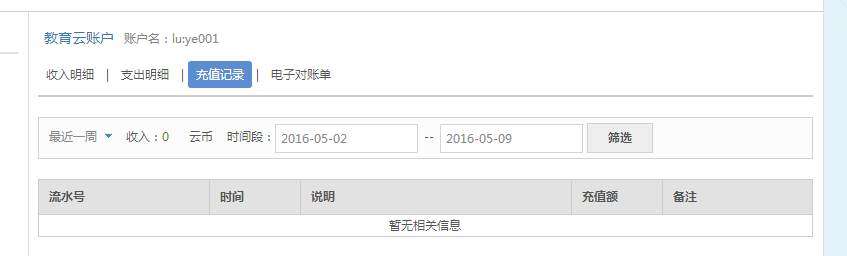 教育云账户 账户名：lu:ye001
收入明细 | 支出明细 | 充值记录 | 电子对账单
最近一周 收入：0 云币 时间段： 2016-05-02 -- 2016-05-09 筛选
流水号 时间 说明 充值额 备注
暂无相关信息